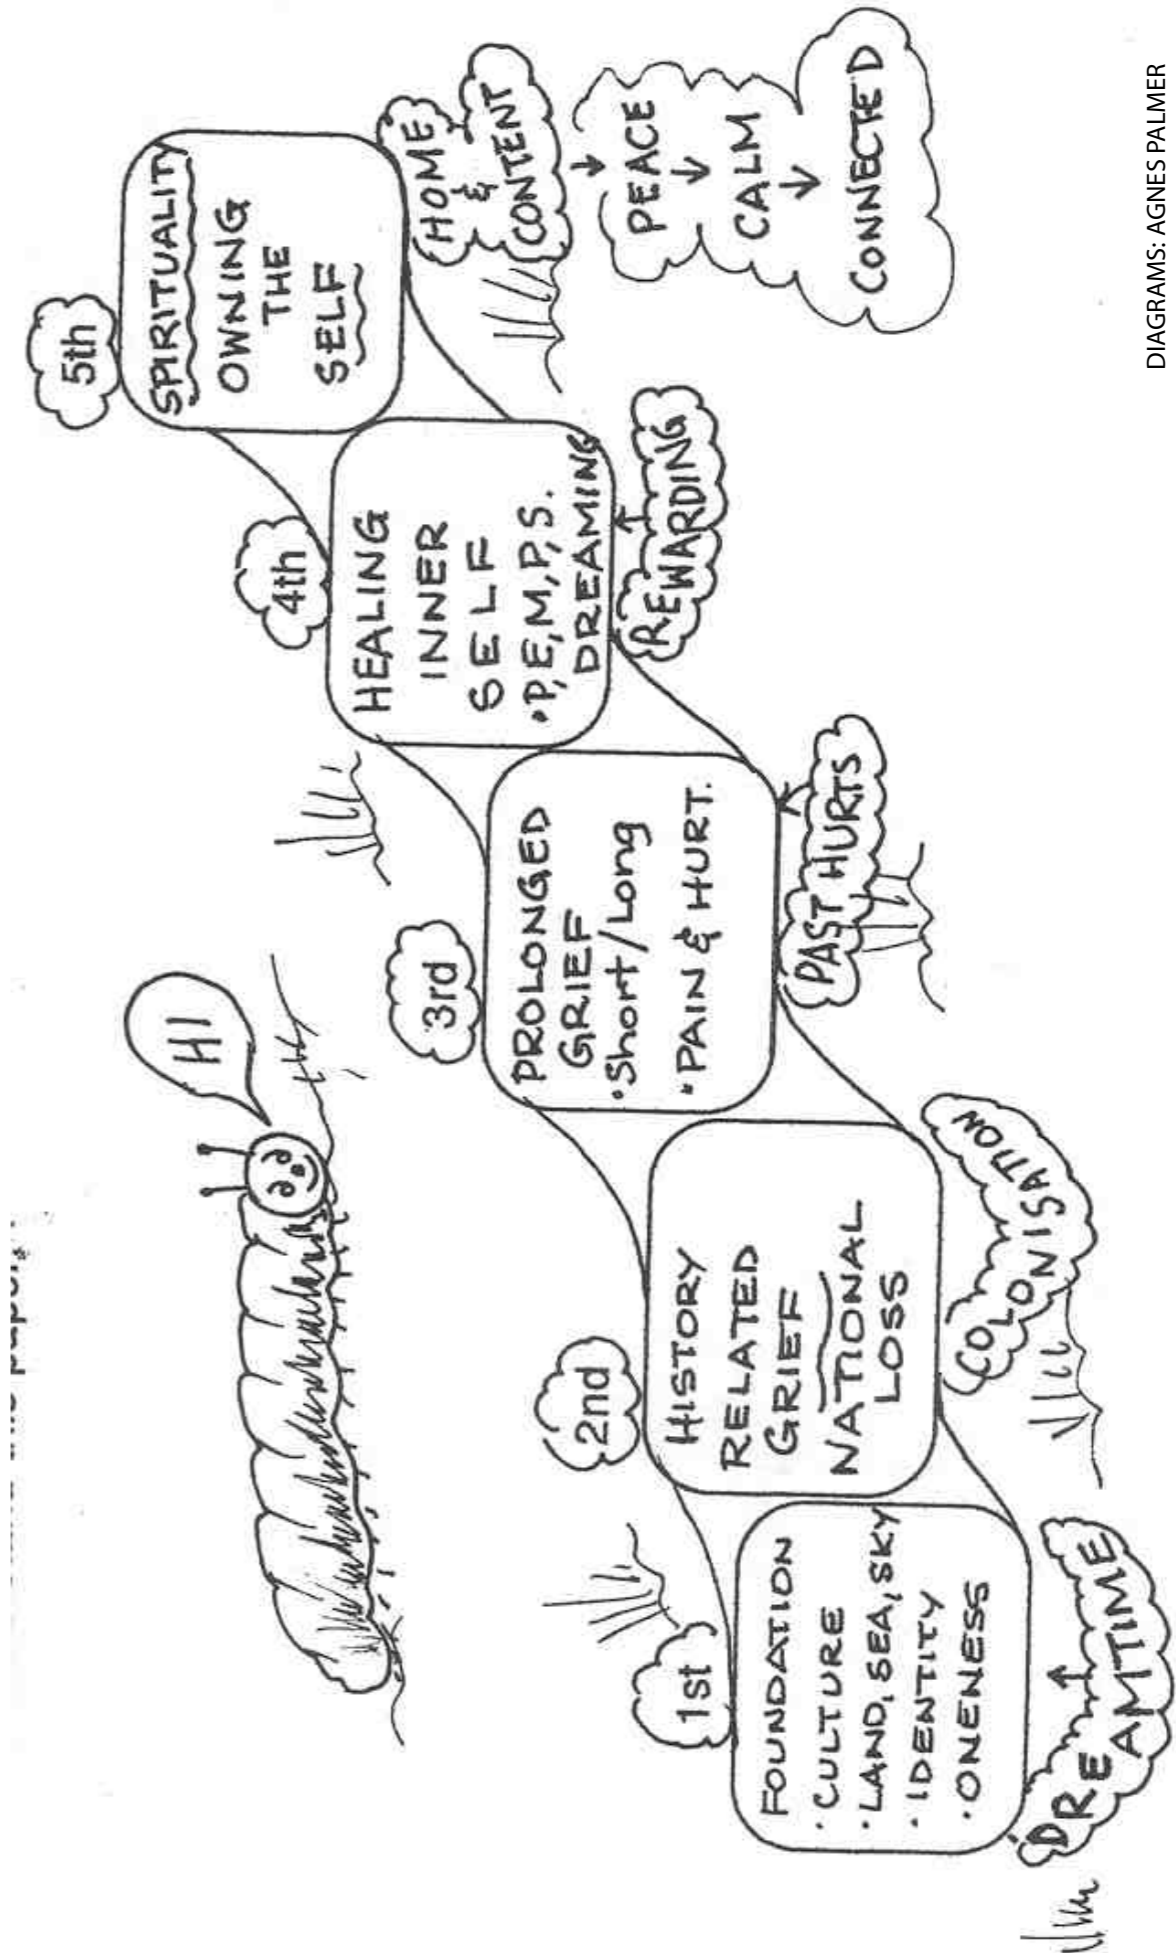 HI
1st
FOUNDATION
· CULTURE
· LAND, SEA, SKY
· IDENTITY
· ONENESS
DREAMTIME
2nd
HISTORY
RELATED
GRIEF
NATIONAL
LOSS
COLONISATION
3rd
PROLONGED
GRIEF
· Short/Long
· PAIN & HURT.
PAST HURTS
4th
HEALING
INNER
SELF
· P,E,M,P,S.
DREAMING
REWARDING
5th
SPIRITUALITY
OWNING
THE
SELF
HOME
&
CONTENT
PEACE
CALM
CONNECTED
DIAGRAMS: AGNES PALMER